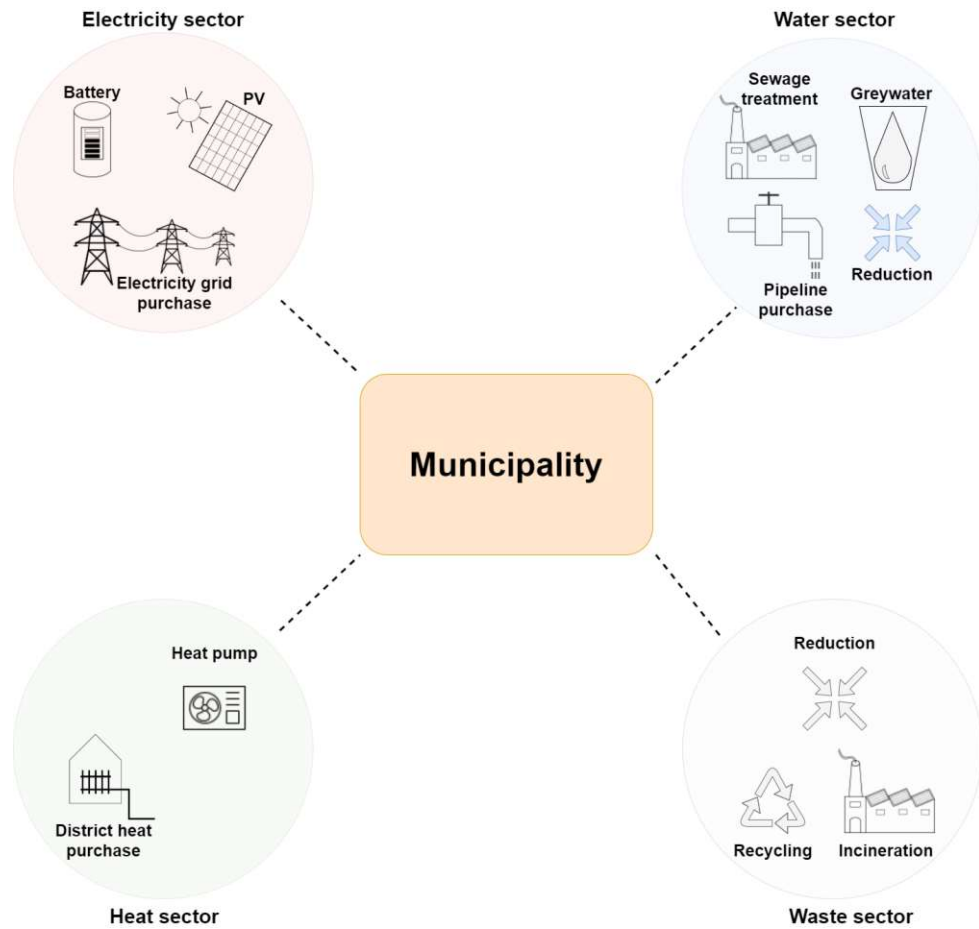 Electricity sector
Battery
PV
Electricity grid
purchase
Water sector
Sewage
treatment
Greywater
Pipeline
purchase
Reduction
Municipality
Heat pump
District heat
purchase
Heat sector
Reduction
Recycling
Incineration
Waste sector